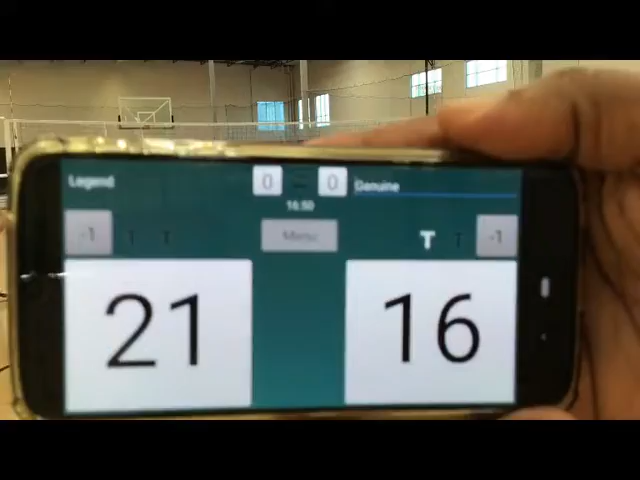 Legend 0 - 0 Genuine
16:50
-1 T T Menu T T -1
21 16